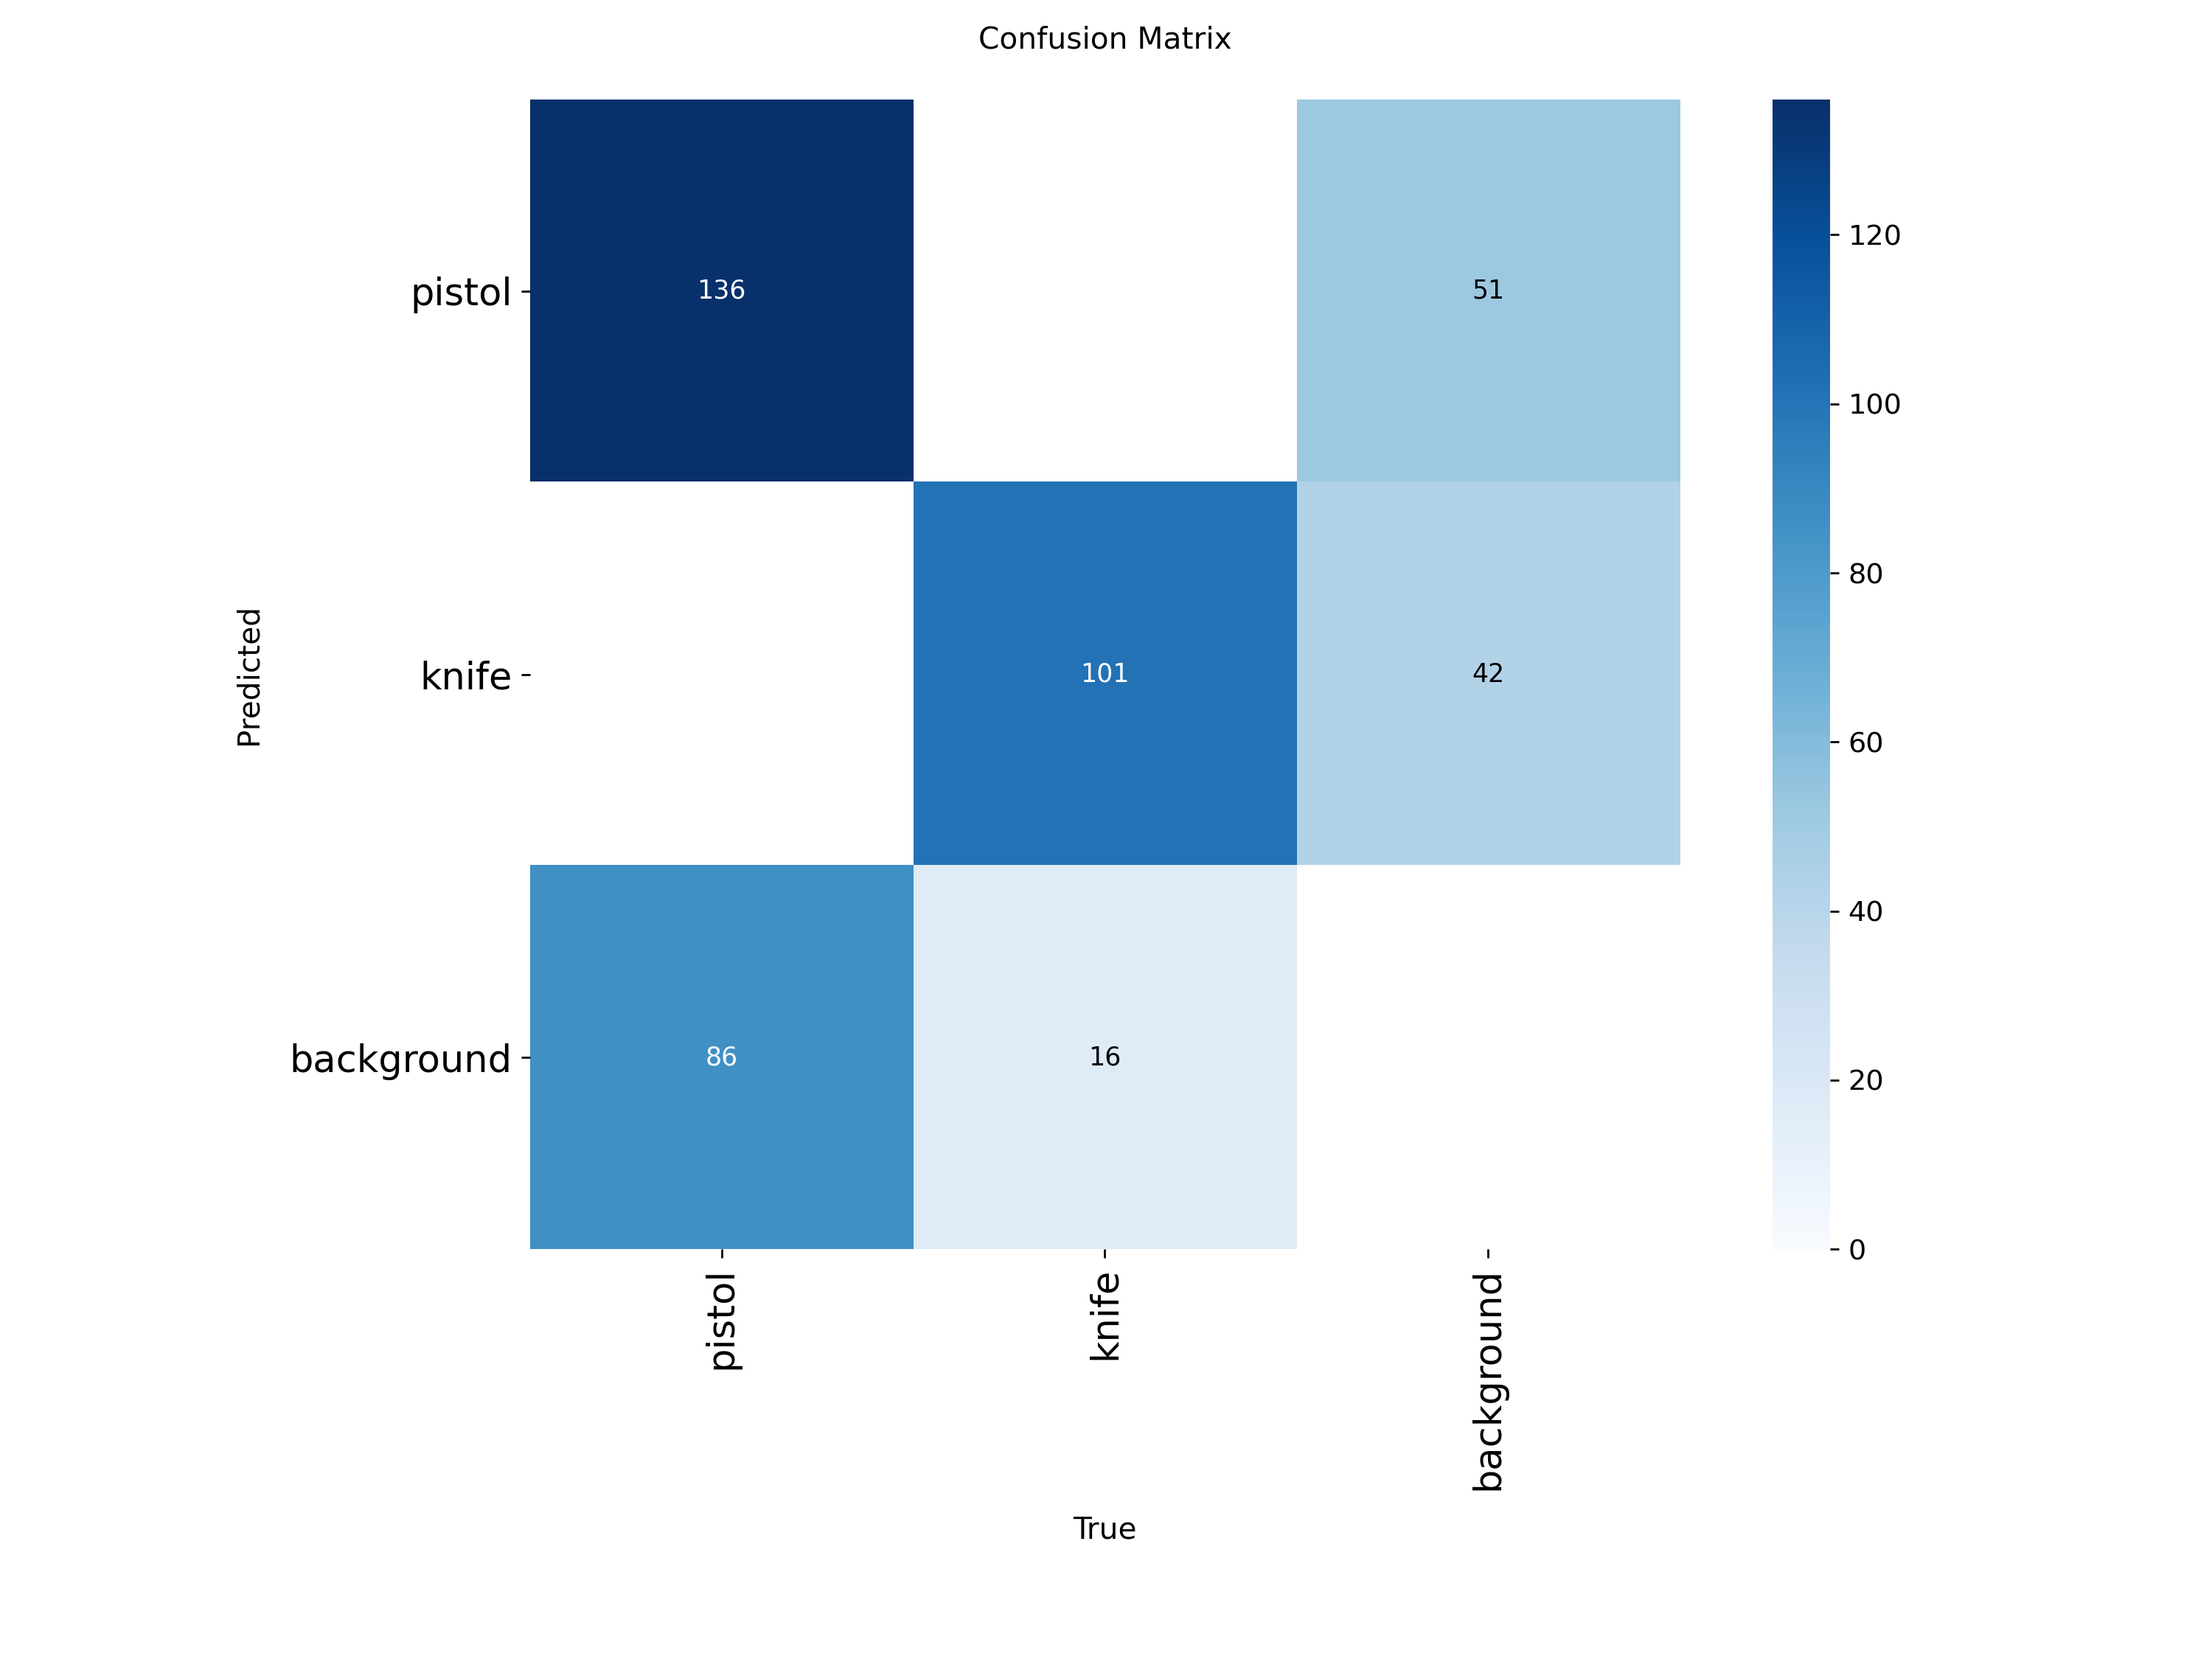 Confusion Matrix
pistol
136
51
120
100
knife
101
42
80
60
40
background
86
16
20
0
Predicted
pistol
knife
background
True